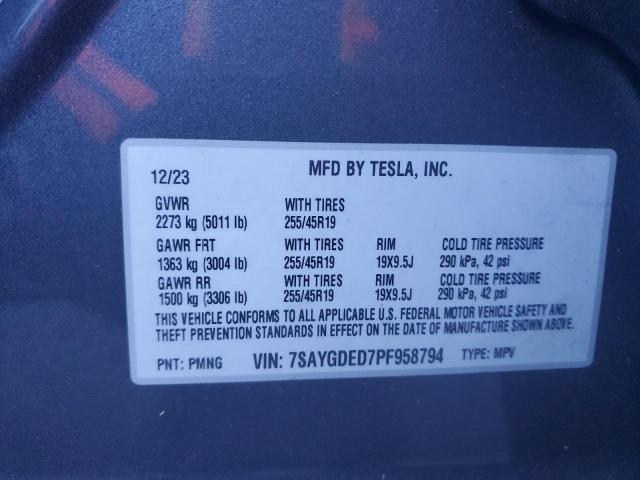 12/23 MFD BY TESLA, INC.
GVWR WITH TIRES
2273 kg (5011 lb) 255/45R19
GAWR FRT WITH TIRES RIM COLD TIRE PRESSURE
1363 kg (3004 lb) 255/45R19 19X9.5J 290 kPa, 42 psi
GAWR RR WITH TIRES RIM COLD TIRE PRESSURE
1500 kg (3306 lb) 255/45R19 19X9.5J 290 kPa, 42 psi
THIS VEHICLE CONFORMS TO ALL APPLICABLE U.S. FEDERAL MOTOR VEHICLE SAFETY AND
THEFT PREVENTION STANDARDS IN EFFECT ON THE DATE OF MANUFACTURE SHOWN ABOVE.
PNT: PMNG VIN: 7SAYGDED7PF958794 TYPE: MPV